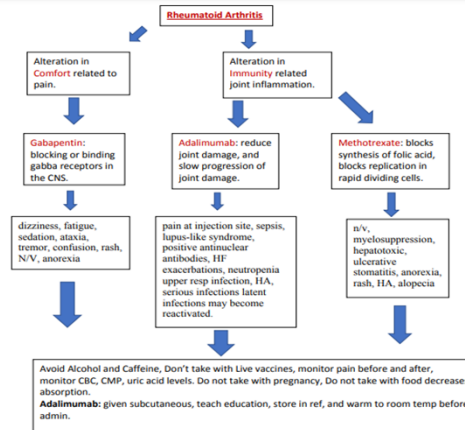 Rheumatoid Arthritis
Alteration in
Comfort related to
pain.
Alteration in
Immunity related
joint inflammation.
Gabapentin:
blocking or binding
gabba receptors in
the CNS.
Adalimumab: reduce
joint damage, and
slow progression of
joint damage.
Methotrexate: blocks
synthesis of folic acid,
blocks replication in
rapid dividing cells.
dizziness, fatigue,
sedation, ataxia,
tremor, confusion, rash,
N/V, anorexia
pain at injection site, sepsis,
lupus-like syndrome,
positive antinuclear
antibodies, HF
exacerbations, neutropenia
upper resp infection, HA,
serious infections latent
infections may become
reactivated.
n/v,
myelosuppression,
hepatotoxic,
ulcerative
stomatitis, anorexia,
rash, HA, alopecia
Avoid Alcohol and Caffeine, Don't take with Live vaccines, monitor pain before and after,
monitor CBC, CMP, uric acid levels. Do not take with pregnancy, Do not take with food decrease
absorption.
Adalimumab: given subcutaneous, teach education, store in ref, and warm to room temp before
admin.